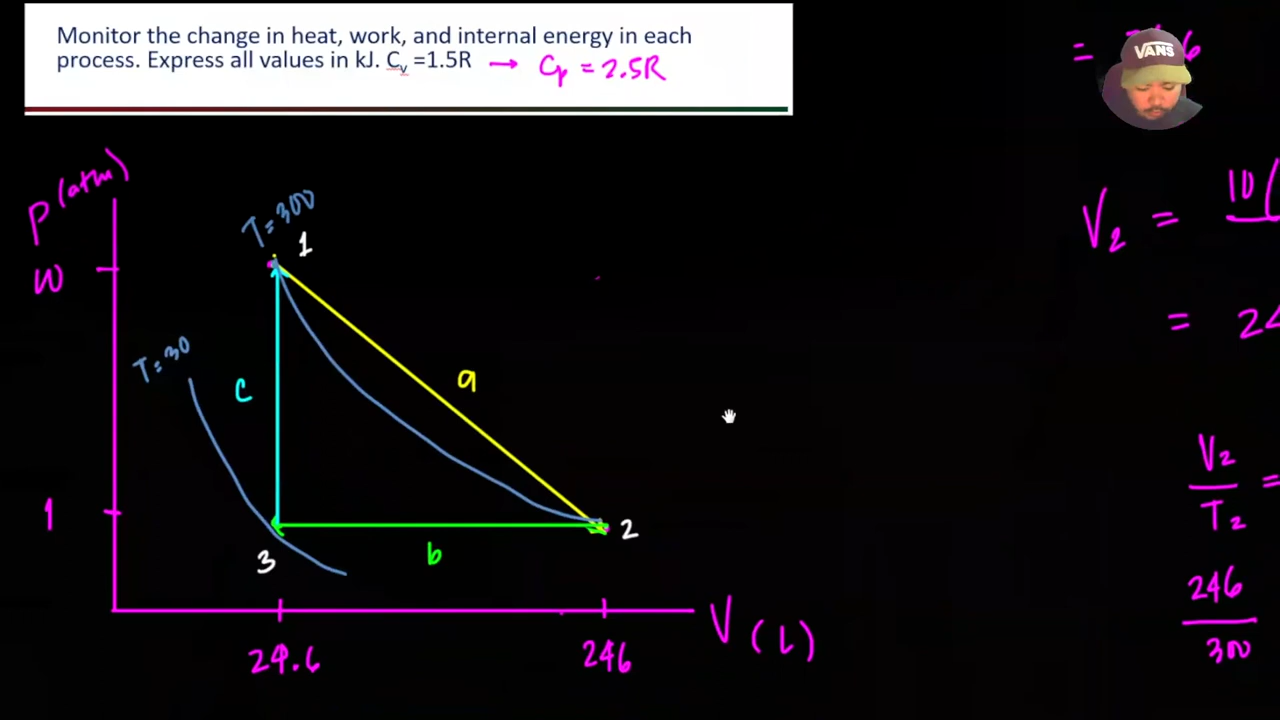 Monitor the change in heat, work, and internal energy in each
process. Express all values in kJ. Cv =1.5R → Cp = 2.5R
VANS
P (atm)
T=300
1
10
T=30
c
a
1
2
3
b
V (L)
24.6
246
=
6
V2 = 10(
= 24
V2
T2
=
246
300